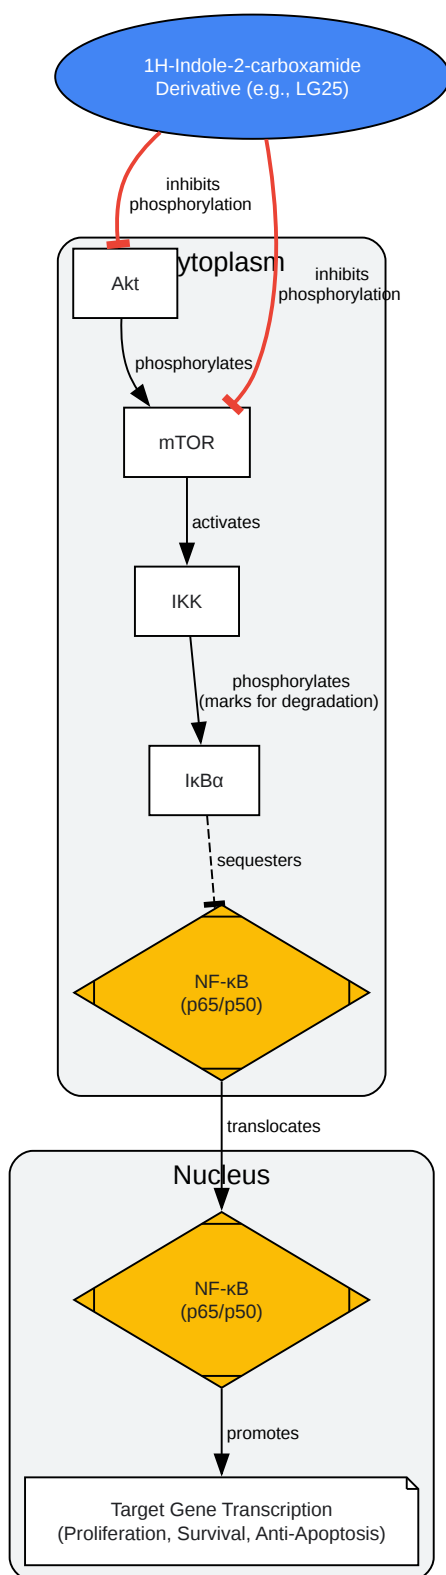 1H-Indole-2-carboxamide
Derivative (e.g., LG25)
inhibits
phosphorylation
ytoplasm
inhibits
phosphorylation
Akt
phosphorylates
mTOR
activates
IKK
phosphorylates
(marks for degradation)
IκBα
sequesters
NF-κB
(p65/p50)
translocates
Nucleus
NF-κB
(p65/p50)
promotes
Target Gene Transcription
(Proliferation, Survival, Anti-Apoptosis)